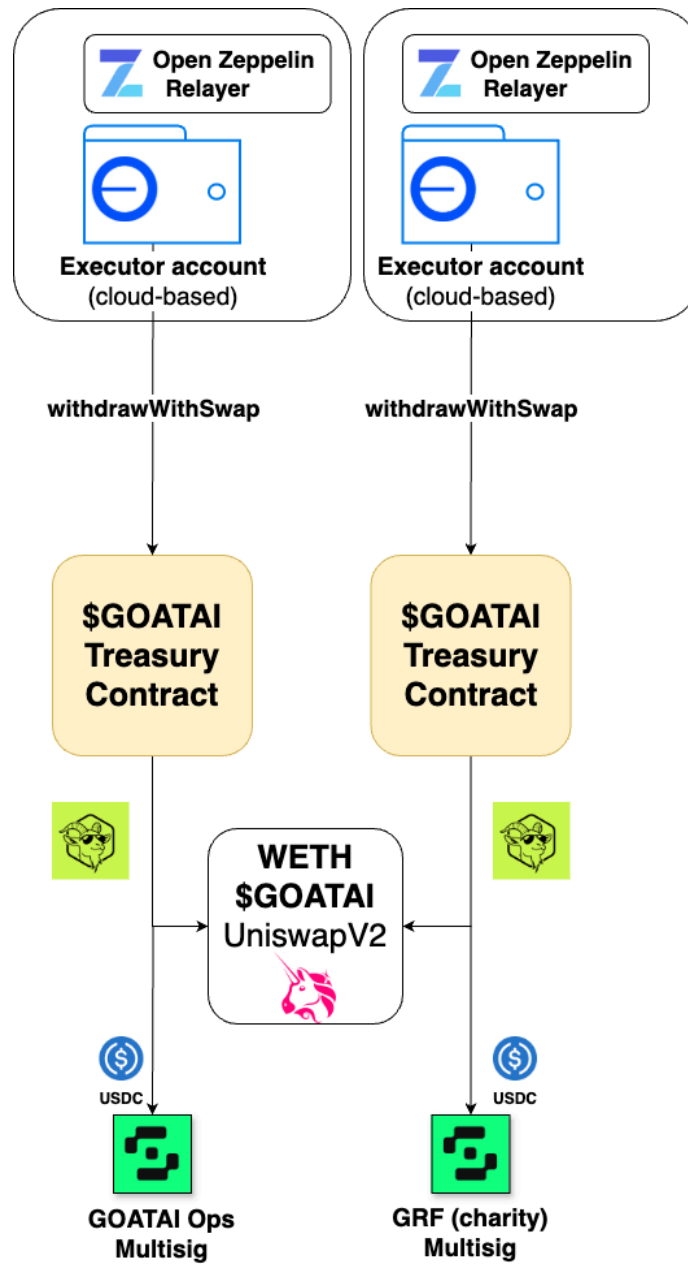 Open Zeppelin
Relayer
Executor account
(cloud-based)
withdrawWithSwap
$GOATAI
Treasury
Contract
Open Zeppelin
Relayer
Executor account
(cloud-based)
withdrawWithSwap
$GOATAI
Treasury
Contract
WETH
$GOATAI
UniswapV2
USDC
GOATAI Ops
Multisig
USDC
GRF (charity)
Multisig